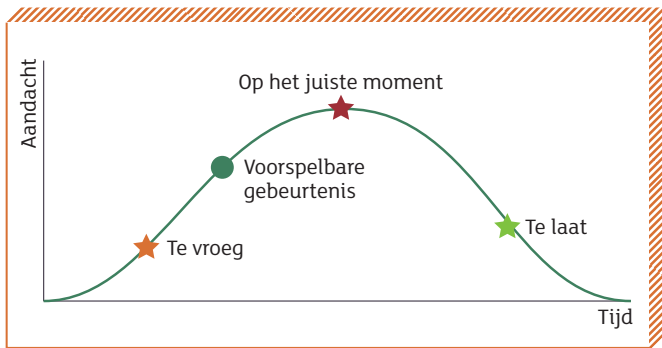 Aandacht
Op het juiste moment
Voorspelbare
gebeurtenis
Te vroeg
Te laat
Tijd